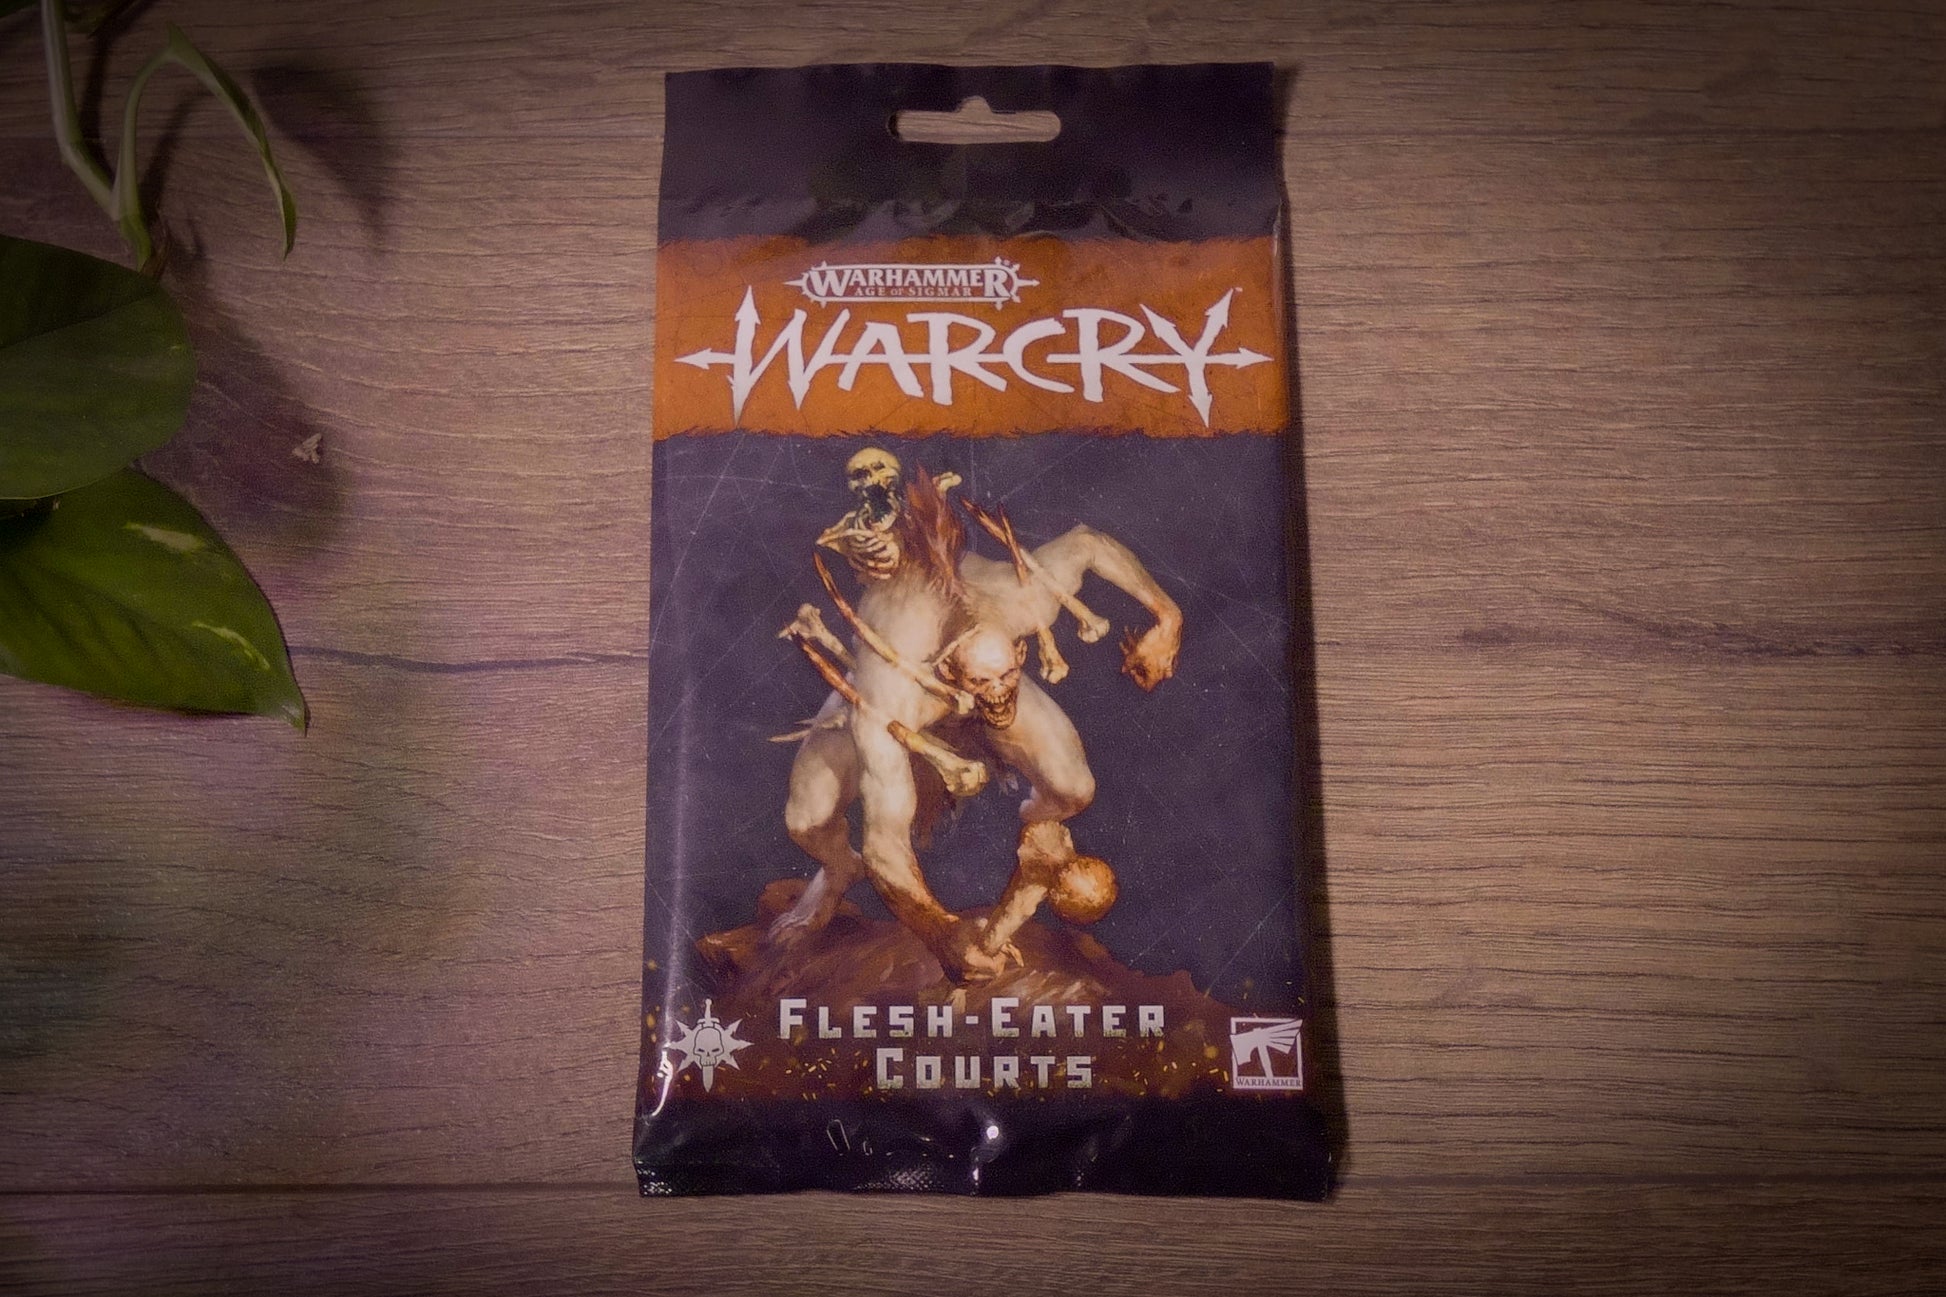 WARHAMMER
AGE OF SIGMAR
WARCRY
FLESH-EATER
COURTS
WARHAMMER